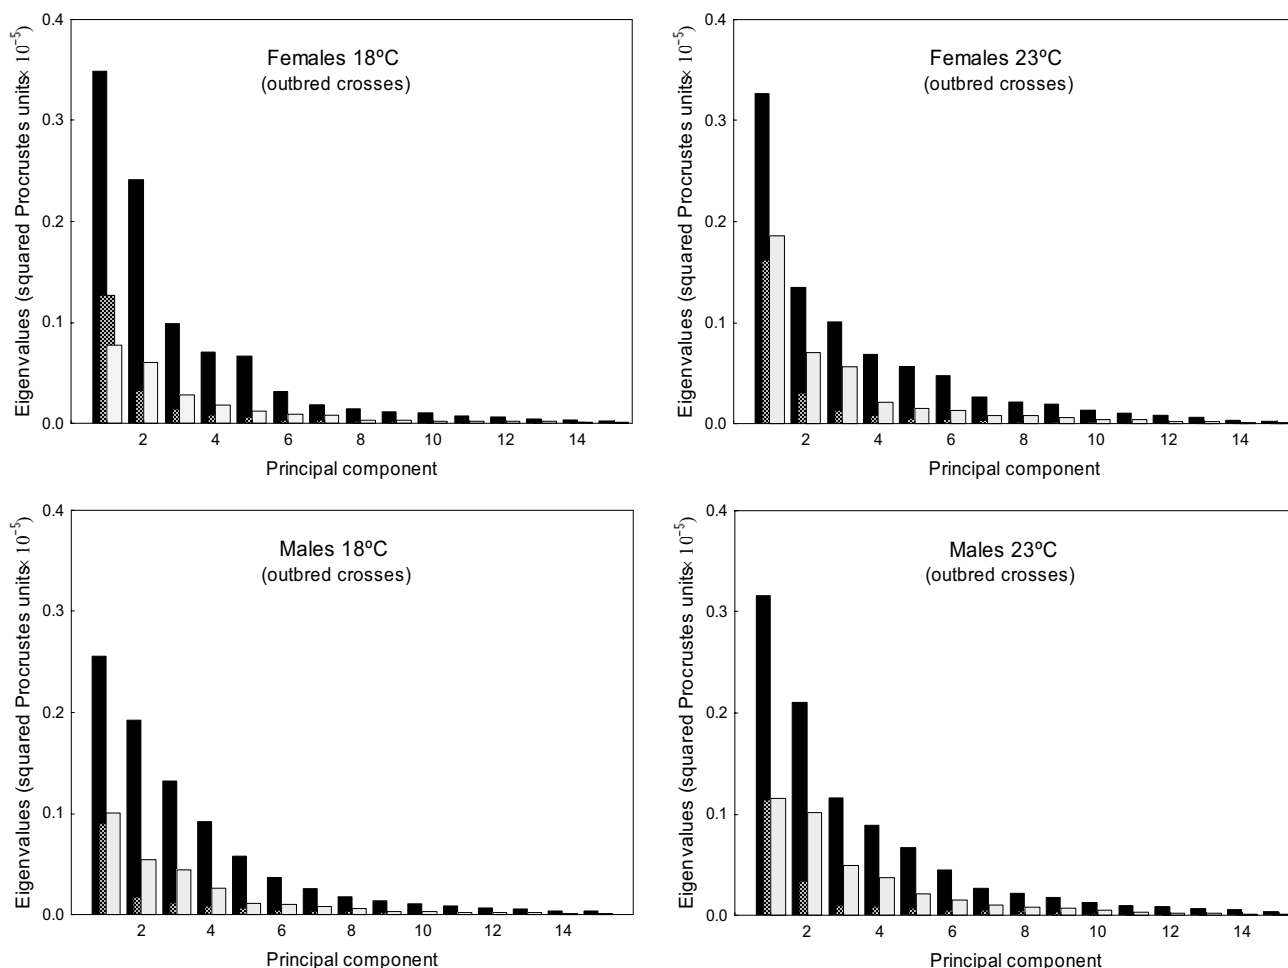 Females 18ºC
(outbred crosses)
Eigenvalues (squared Procrustes units× 10⁻⁵)
0.4
0.3
0.2
0.1
0.0
2 4 6 8 10 12 14
Principal component
Females 23ºC
(outbred crosses)
Eigenvalues (squared Procrustes units× 10⁻⁵)
0.4
0.3
0.2
0.1
0.0
2 4 6 8 10 12 14
Principal component
Males 18ºC
(outbred crosses)
Eigenvalues (squared Procrustes units× 10⁻⁵)
0.4
0.3
0.2
0.1
0.0
2 4 6 8 10 12 14
Principal component
Males 23ºC
(outbred crosses)
Eigenvalues (squared Procrustes units× 10⁻⁵)
0.4
0.3
0.2
0.1
0.0
2 4 6 8 10 12 14
Principal component